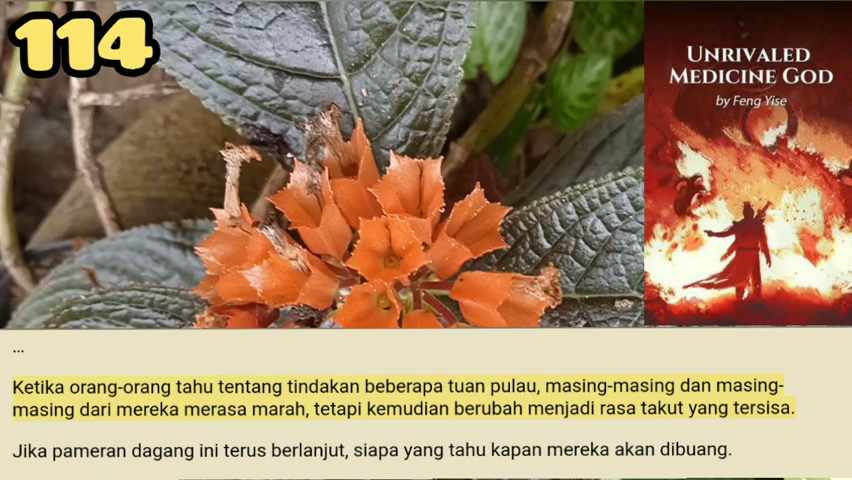 114
UNRIVALED
MEDICINE GOD
by Feng Yise
...
Ketika orang-orang tahu tentang tindakan beberapa tuan pulau, masing-masing dan masing-
masing dari mereka merasa marah, tetapi kemudian berubah menjadi rasa takut yang tersisa.
Jika pameran dagang ini terus berlanjut, siapa yang tahu kapan mereka akan dibuang.